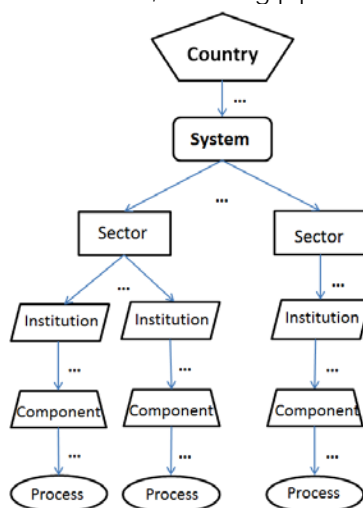 Country
...
System
...
Sector Sector
... ...
Institution Institution Institution
... ... ...
Component Component Component
... ... ...
Process Process Process